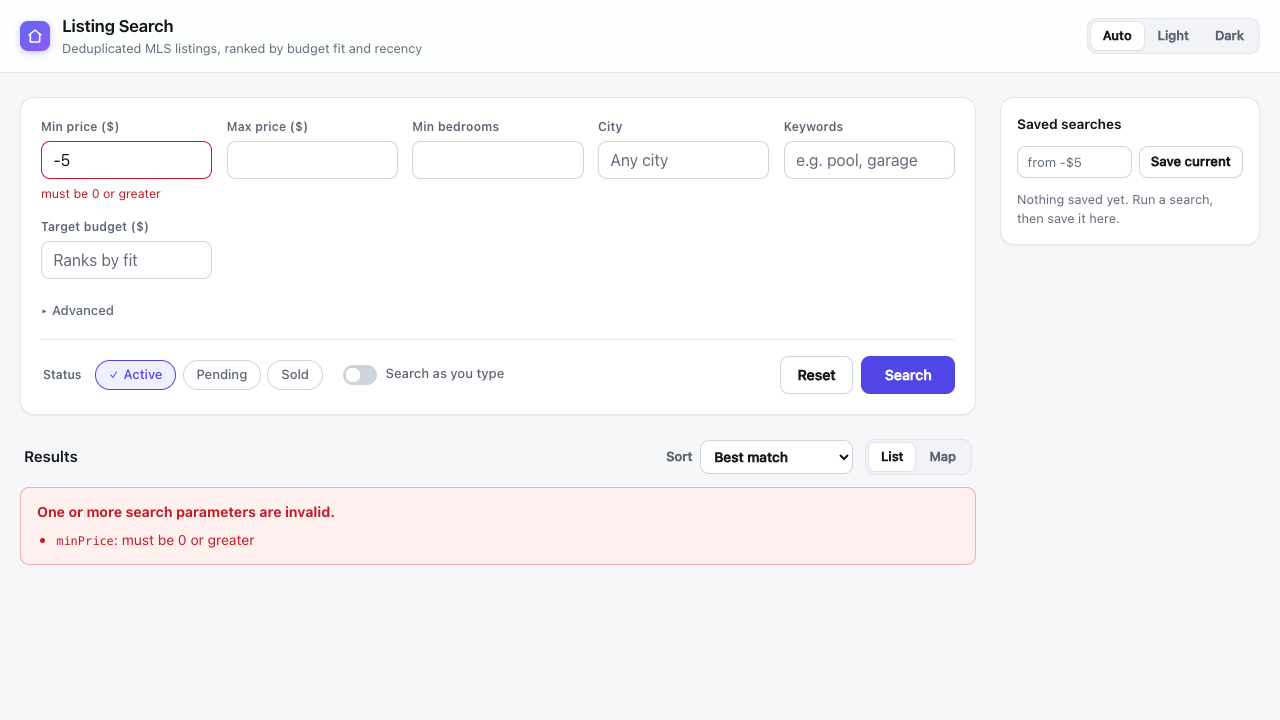 Listing Search
Deduplicated MLS listings, ranked by budget fit and recency
Auto
Light
Dark
Min price ($)
Max price ($)
Min bedrooms
City
Keywords
-5
Any city
e.g. pool, garage
must be 0 or greater
Target budget ($)
Ranks by fit
▸ Advanced
Status
✓ Active
Pending
Sold
Search as you type
Reset
Search
Saved searches
from -$5
Save current
Nothing saved yet. Run a search,
then save it here.
Results
Sort
Best match
List
Map
One or more search parameters are invalid.
• minPrice: must be 0 or greater